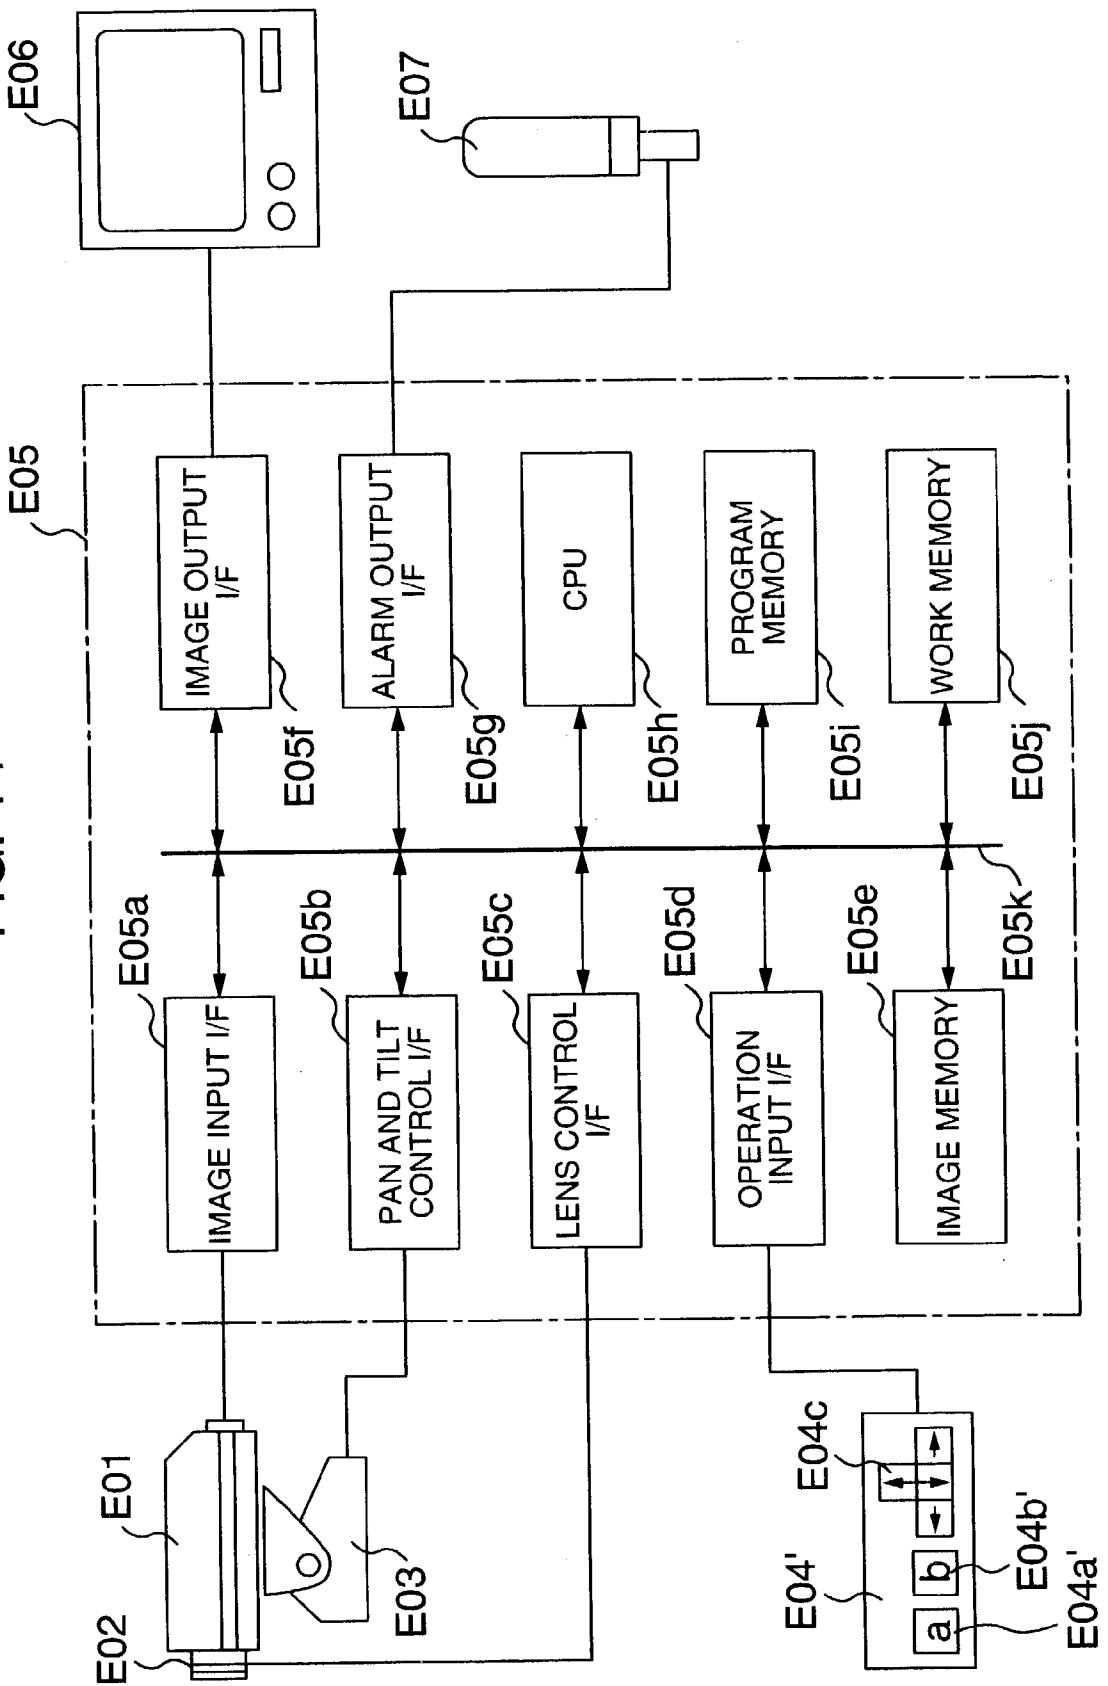 E01
E02
E03
E04'
E04a'
a
E04b'
b
E04c
E05
E05a
IMAGE INPUT I/F
E05b
PAN AND TILT
CONTROL I/F
E05c
LENS CONTROL
I/F
E05d
OPERATION
INPUT I/F
E05e
IMAGE MEMORY
E05k
IMAGE OUTPUT
I/F
E05f
ALARM OUTPUT
I/F
E05g
CPU
E05h
PROGRAM
MEMORY
E05i
WORK MEMORY
E05j
E06
E07